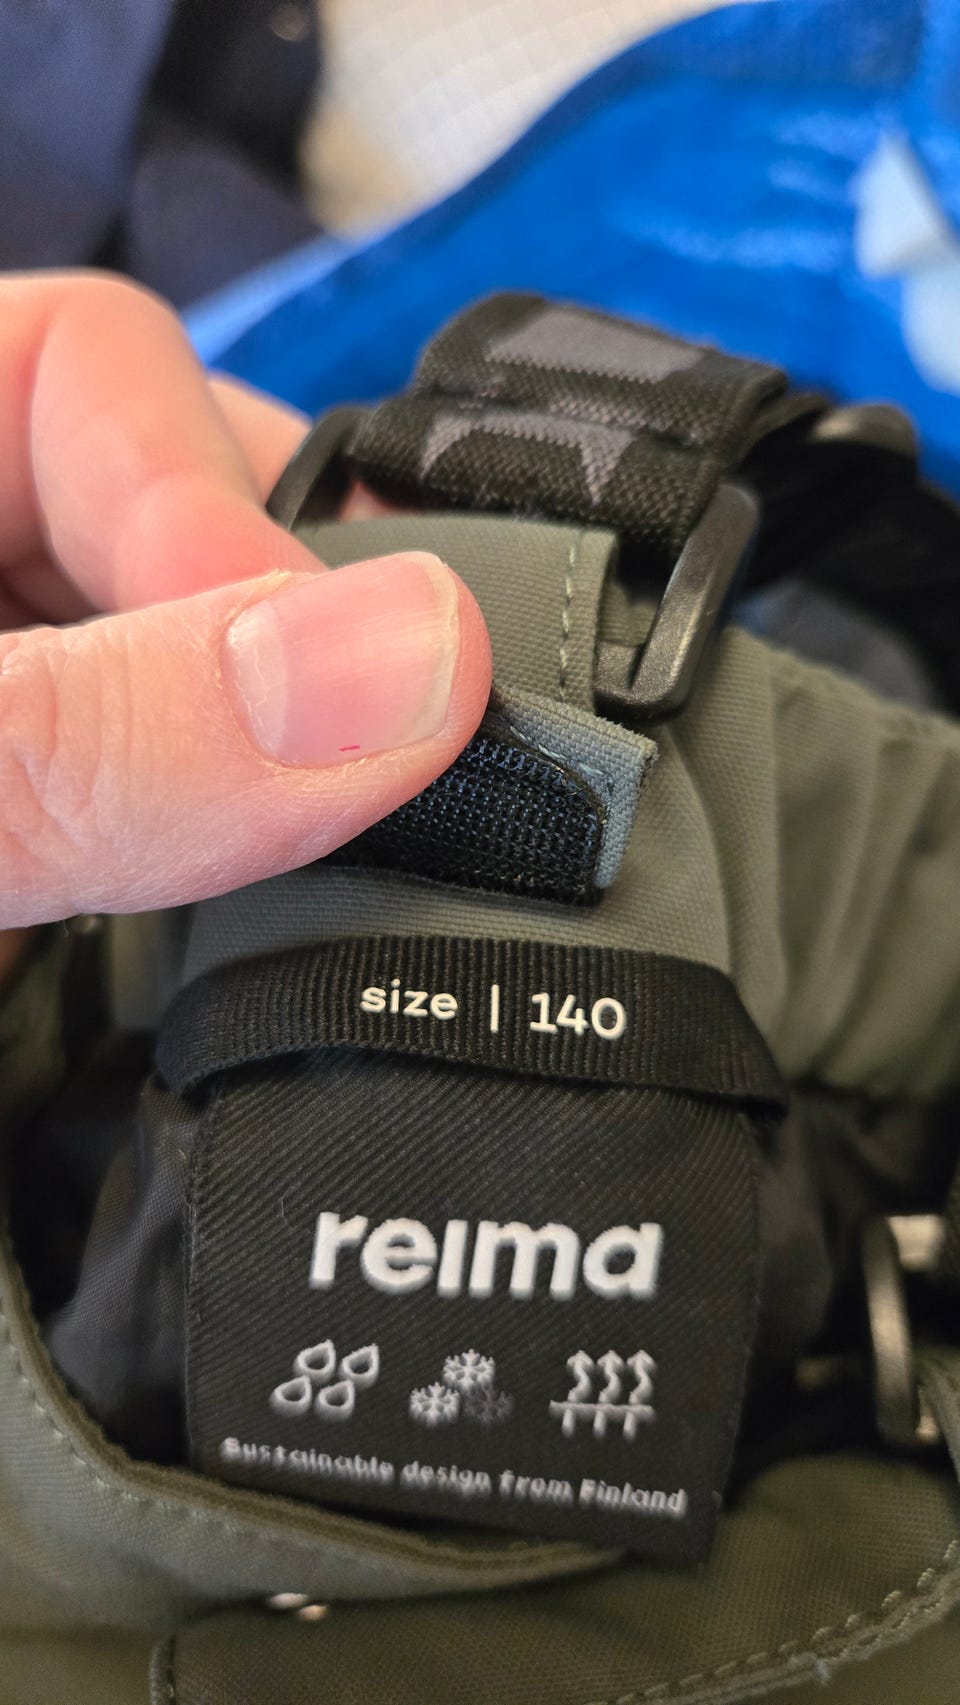 size | 140
reima
Sustainable design from Finland